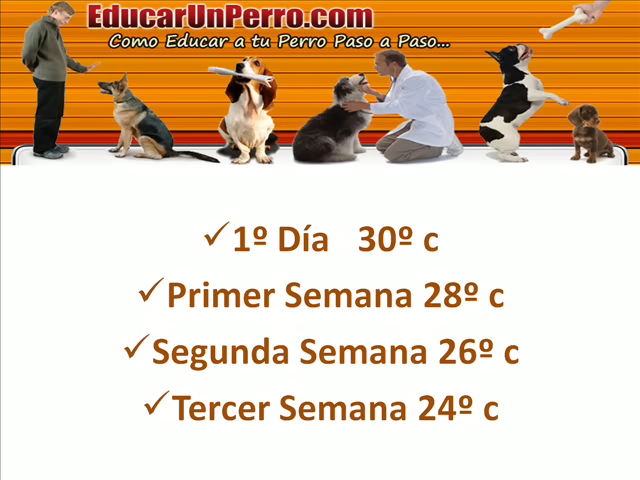 EducarUnPerro.com
Como Educar a tu Perro Paso a Paso...
✓1º Día 30º c
✓Primer Semana 28º c
✓Segunda Semana 26º c
✓Tercer Semana 24º c